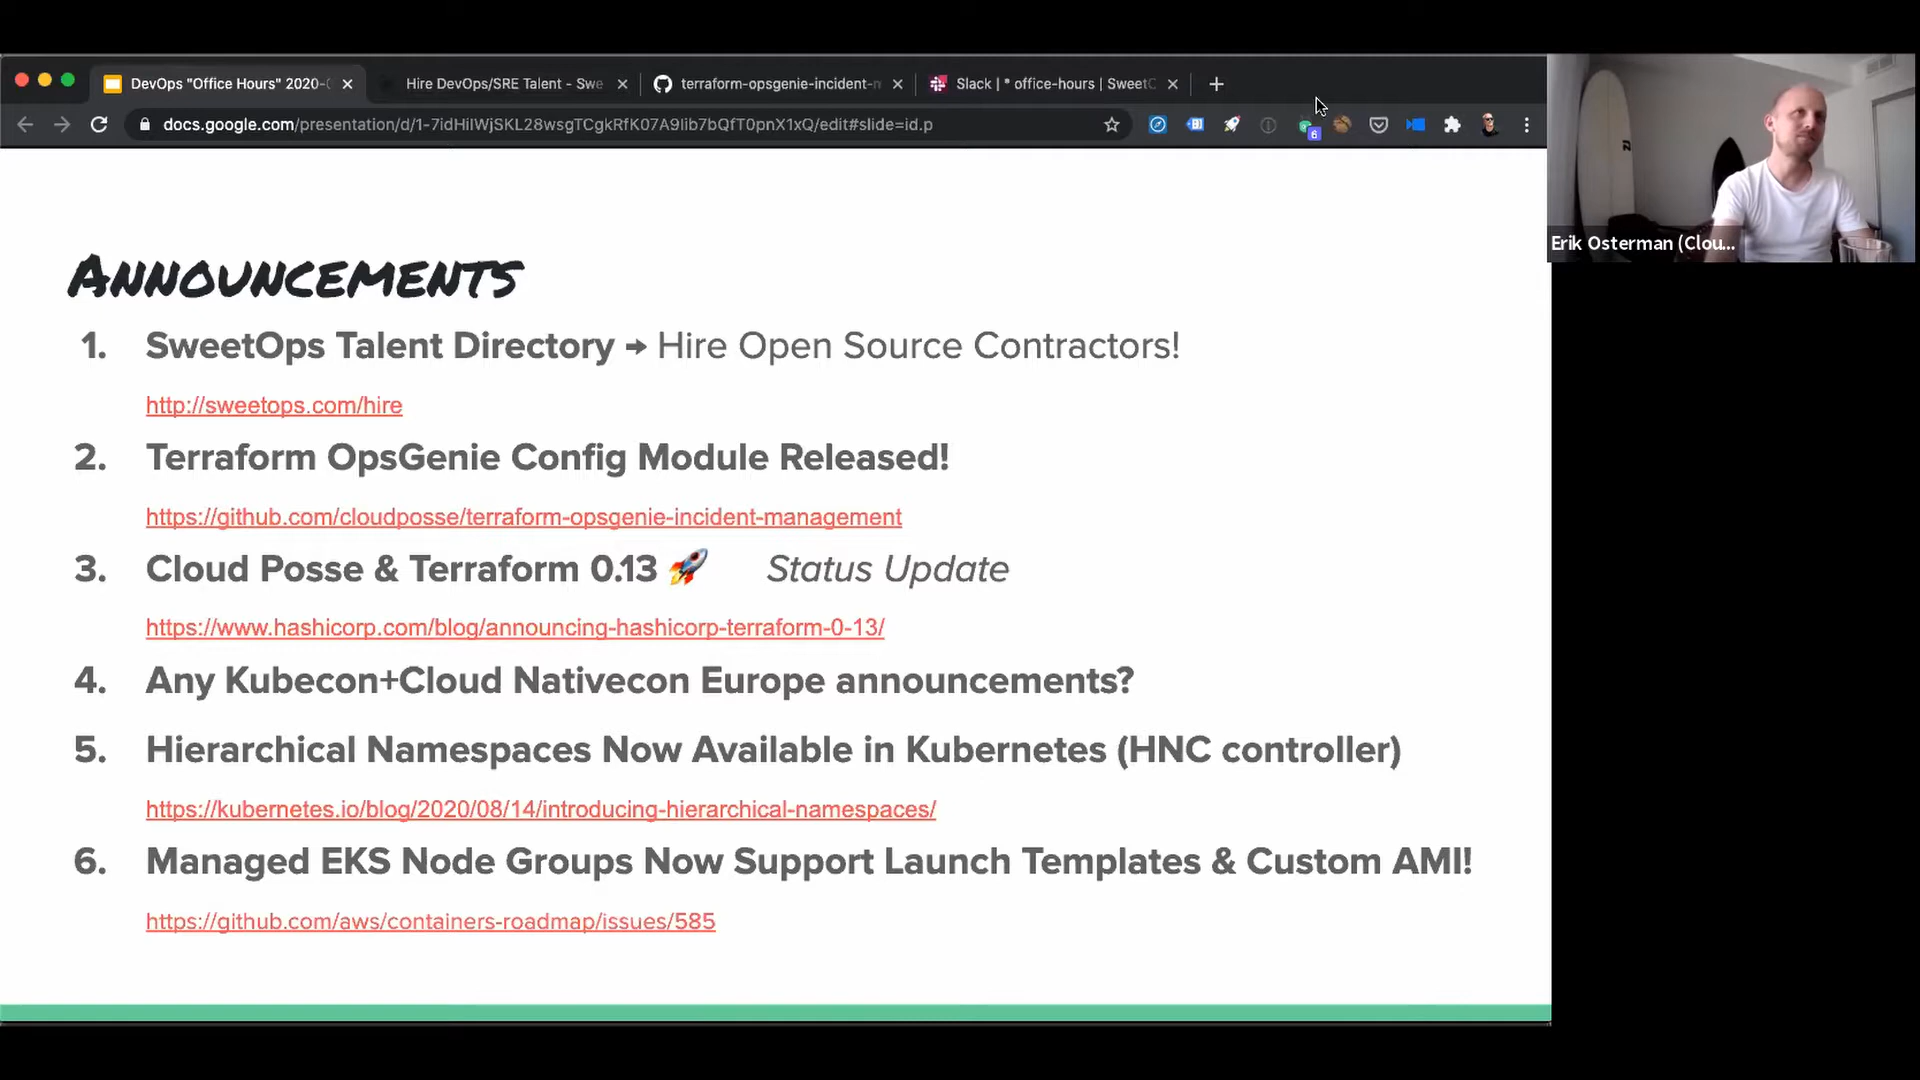 DevOps "Office Hours" 2020-0
Hire DevOps/SRE Talent - Swe
terraform-opsgenie-incident-m
Slack | * office-hours | SweetO
docs.google.com/presentation/d/1-7idHiIWjSKL28wsgTCgkRfK07A9lib7bQfT0pnX1xQ/edit#slide=id.p
6
Erik Osterman (Clou...
ANNOUNCEMENTS
1. SweetOps Talent Directory → Hire Open Source Contractors!
http://sweetops.com/hire
2. Terraform OpsGenie Config Module Released!
https://github.com/cloudposse/terraform-opsgenie-incident-management
3. Cloud Posse & Terraform 0.13 🚀 Status Update
https://www.hashicorp.com/blog/announcing-hashicorp-terraform-0-13/
4. Any Kubecon+Cloud Nativecon Europe announcements?
5. Hierarchical Namespaces Now Available in Kubernetes (HNC controller)
https://kubernetes.io/blog/2020/08/14/introducing-hierarchical-namespaces/
6. Managed EKS Node Groups Now Support Launch Templates & Custom AMI!
https://github.com/aws/containers-roadmap/issues/585